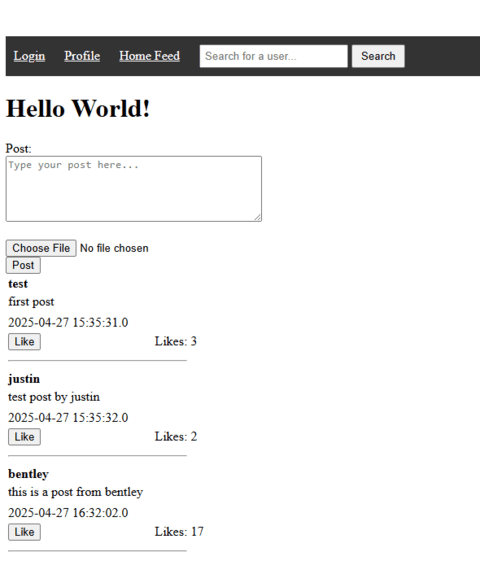 Login Profile Home Feed Search for a user... Search
Hello World!
Post:
Type your post here...
Choose File No file chosen
Post
test
first post
2025-04-27 15:35:31.0
Like Likes: 3
justin
test post by justin
2025-04-27 15:35:32.0
Like Likes: 2
bentley
this is a post from bentley
2025-04-27 16:32:02.0
Like Likes: 17